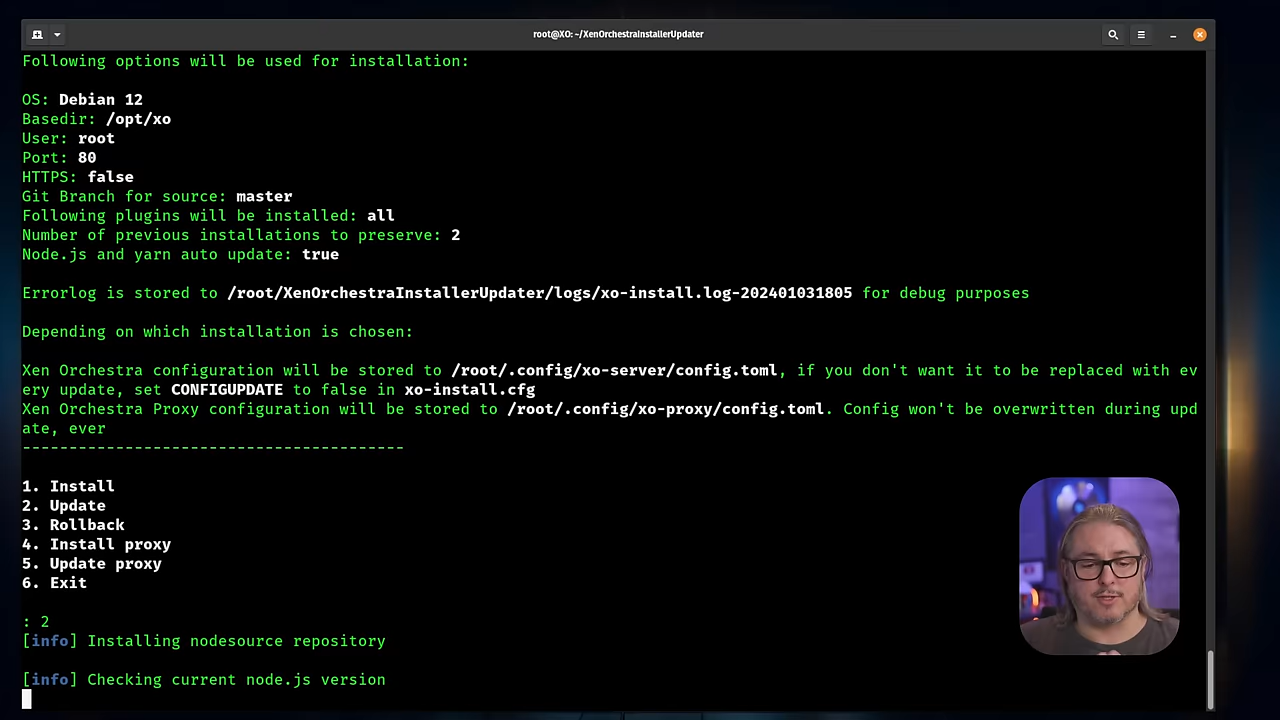 root@XO: ~/XenOrchestraInstallerUpdater
Following options will be used for installation:
OS: Debian 12
Basedir: /opt/xo
User: root
Port: 80
HTTPS: false
Git Branch for source: master
Following plugins will be installed: all
Number of previous installations to preserve: 2
Node.js and yarn auto update: true
Errorlog is stored to /root/XenOrchestraInstallerUpdater/logs/xo-install.log-202401031805 for debug purposes
Depending on which installation is chosen:
Xen Orchestra configuration will be stored to /root/.config/xo-server/config.toml, if you don't want it to be replaced with ev
ery update, set CONFIGUPDATE to false in xo-install.cfg
Xen Orchestra Proxy configuration will be stored to /root/.config/xo-proxy/config.toml. Config won't be overwritten during upd
ate, ever
-----------------------------------------
1. Install
2. Update
3. Rollback
4. Install proxy
5. Update proxy
6. Exit
: 2
[info] Installing nodesource repository
[info] Checking current node.js version